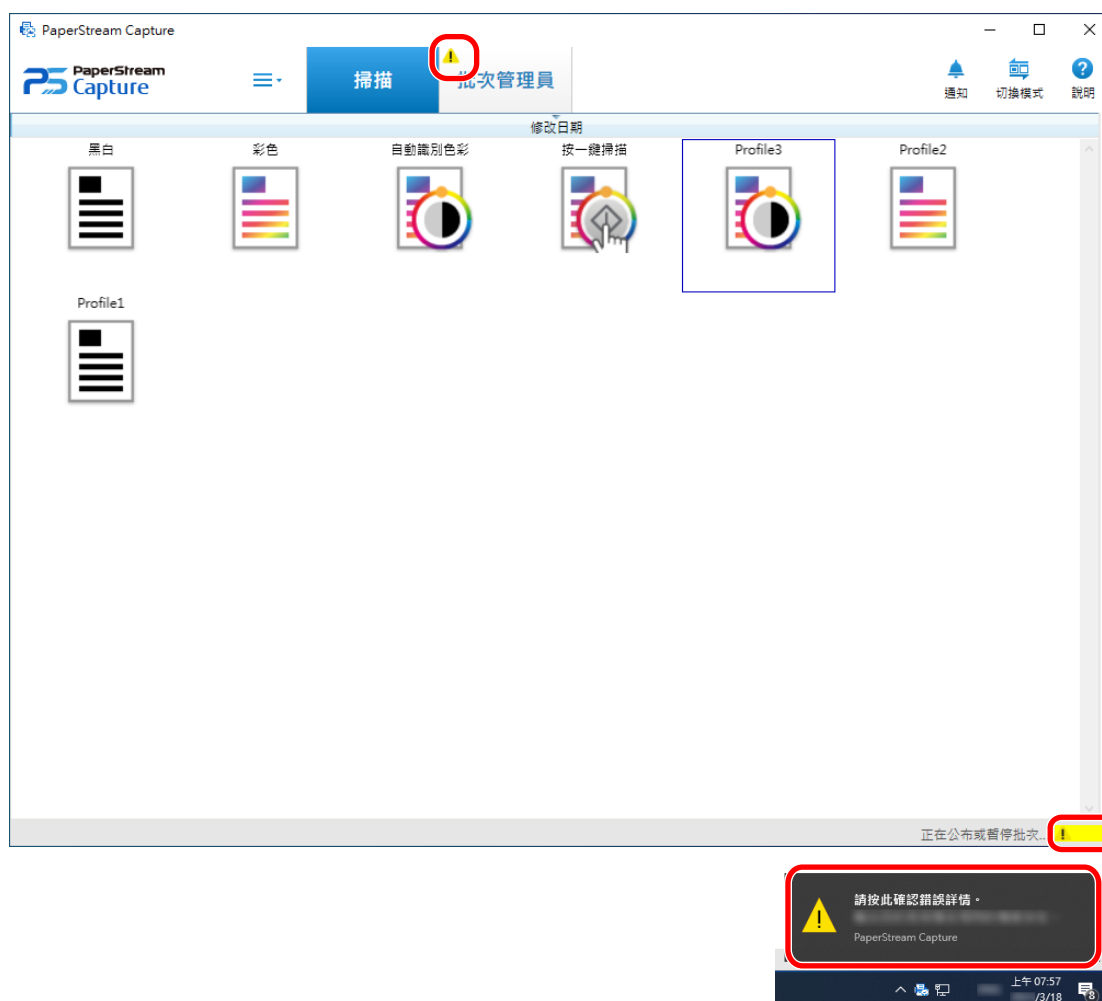 PaperStream Capture
PaperStream
Capture
掃描
批次管理員
通知
切換模式
說明
修改日期
黑白
彩色
自動識別色彩
按一鍵掃描
Profile3
Profile2
Profile1
正在公布或暫停批次...
請按此確認錯誤詳情。
PaperStream Capture
上午 07:57
/3/18
8